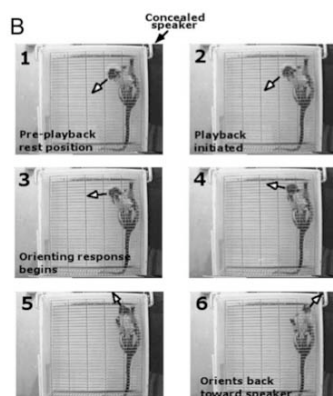 B
Concealed
speaker
1
2
Pre-playback
rest position
Playback
initiated
3
4
Orienting response
begins
5
6
Orients back
toward speaker